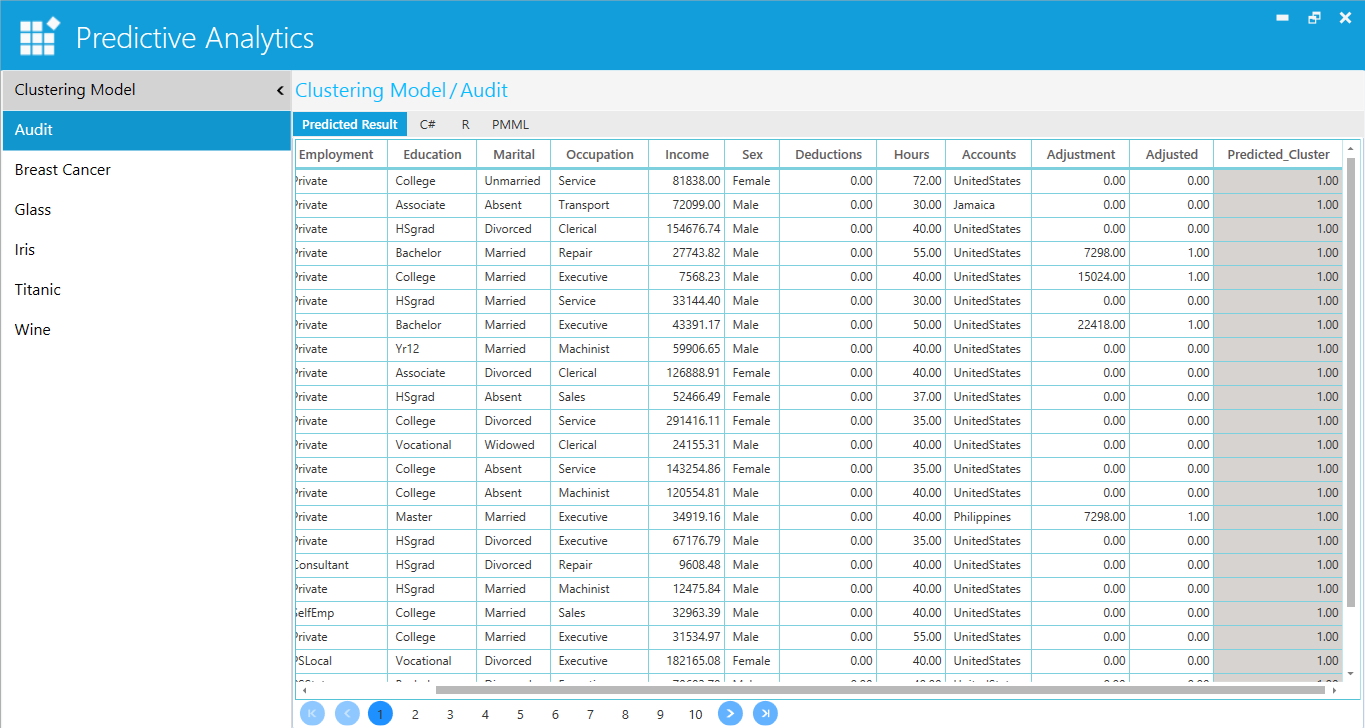 Predictive Analytics
Clustering Model
Audit
Breast Cancer
Glass
Iris
Titanic
Wine
Clustering Model / Audit
Predicted Result C# R PMML
Employment Education Marital Occupation Income Sex Deductions Hours Accounts Adjustment Adjusted Predicted_Cluster
Private College Unmarried Service 81838.00 Female 0.00 72.00 UnitedStates 0.00 0.00 1.00
Private Associate Absent Transport 72099.00 Male 0.00 30.00 Jamaica 0.00 0.00 1.00
Private HSgrad Divorced Clerical 154676.74 Male 0.00 40.00 UnitedStates 0.00 0.00 1.00
Private Bachelor Married Repair 27743.82 Male 0.00 55.00 UnitedStates 7298.00 1.00 1.00
Private College Married Executive 7568.23 Male 0.00 40.00 UnitedStates 15024.00 1.00 1.00
Private HSgrad Married Service 33144.40 Male 0.00 30.00 UnitedStates 0.00 0.00 1.00
Private Bachelor Married Executive 43391.17 Male 0.00 50.00 UnitedStates 22418.00 1.00 1.00
Private Yr12 Married Machinist 59906.65 Male 0.00 40.00 UnitedStates 0.00 0.00 1.00
Private Associate Divorced Clerical 126888.91 Female 0.00 40.00 UnitedStates 0.00 0.00 1.00
Private HSgrad Absent Sales 52466.49 Female 0.00 37.00 UnitedStates 0.00 0.00 1.00
Private College Divorced Service 291416.11 Female 0.00 35.00 UnitedStates 0.00 0.00 1.00
Private Vocational Widowed Clerical 24155.31 Male 0.00 40.00 UnitedStates 0.00 0.00 1.00
Private College Absent Service 143254.86 Female 0.00 35.00 UnitedStates 0.00 0.00 1.00
Private College Absent Machinist 120554.81 Male 0.00 40.00 UnitedStates 0.00 0.00 1.00
Private Master Married Executive 34919.16 Male 0.00 40.00 Philippines 7298.00 1.00 1.00
Private HSgrad Divorced Executive 67176.79 Male 0.00 35.00 UnitedStates 0.00 0.00 1.00
Consultant HSgrad Divorced Repair 9608.48 Male 0.00 40.00 UnitedStates 0.00 0.00 1.00
Private HSgrad Married Machinist 12475.84 Male 0.00 40.00 UnitedStates 0.00 0.00 1.00
SelfEmp College Married Sales 32963.39 Male 0.00 40.00 UnitedStates 0.00 0.00 1.00
Private College Married Executive 31534.97 Male 0.00 55.00 UnitedStates 0.00 0.00 1.00
PSLocal Vocational Divorced Executive 182165.08 Female 0.00 40.00 UnitedStates 0.00 0.00 1.00
1 2 3 4 5 6 7 8 9 10